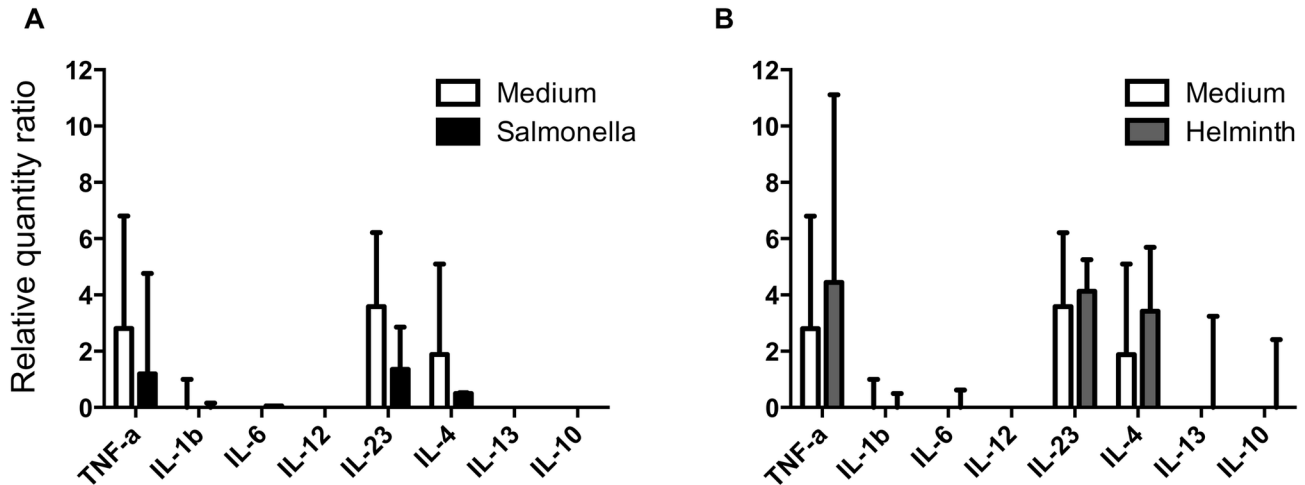 A
Relative quantity ratio
12
10
8
6
4
2
0
Medium
Salmonella
TNF-a
IL-1b
IL-6
IL-12
IL-23
IL-4
IL-13
IL-10
B
12
10
8
6
4
2
0
Medium
Helminth
TNF-a
IL-1b
IL-6
IL-12
IL-23
IL-4
IL-13
IL-10